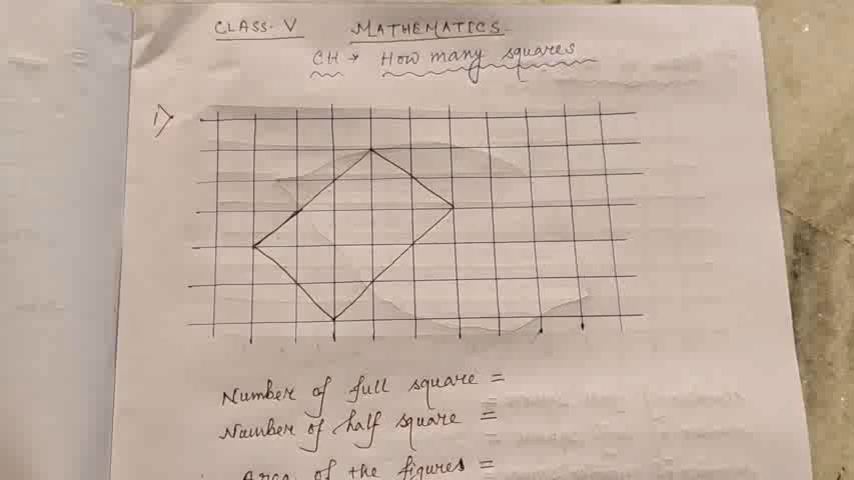 CLASS-V MATHEMATICS
CH → How many squares
1)
Number of full square =
Number of half square =
Area of the figures =